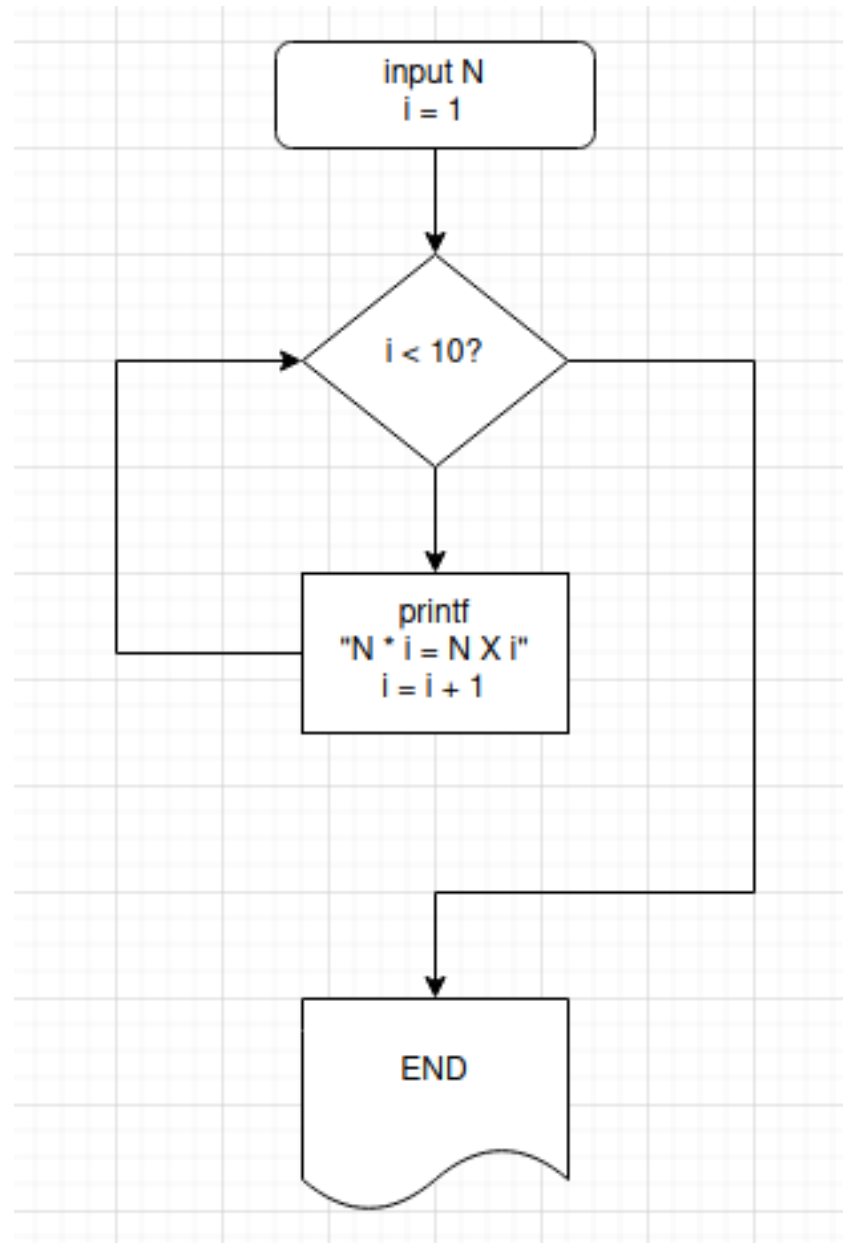 input N
i = 1
i < 10?
printf
"N * i = N X i"
i = i + 1
END